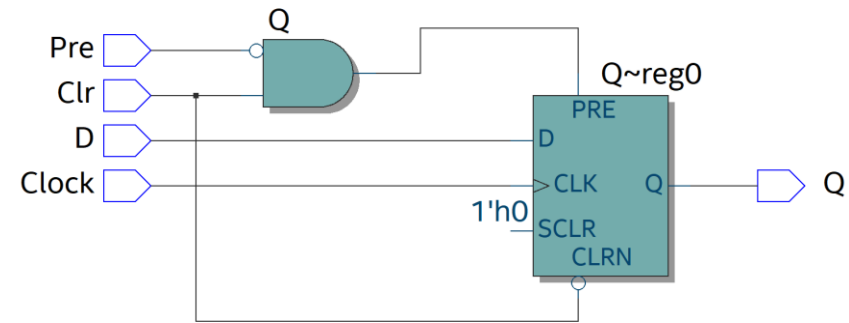 Q
Pre
Clr
D
Clock
Q~reg0
PRE
D
CLK
Q
1'h0
SCLR
CLRN
Q